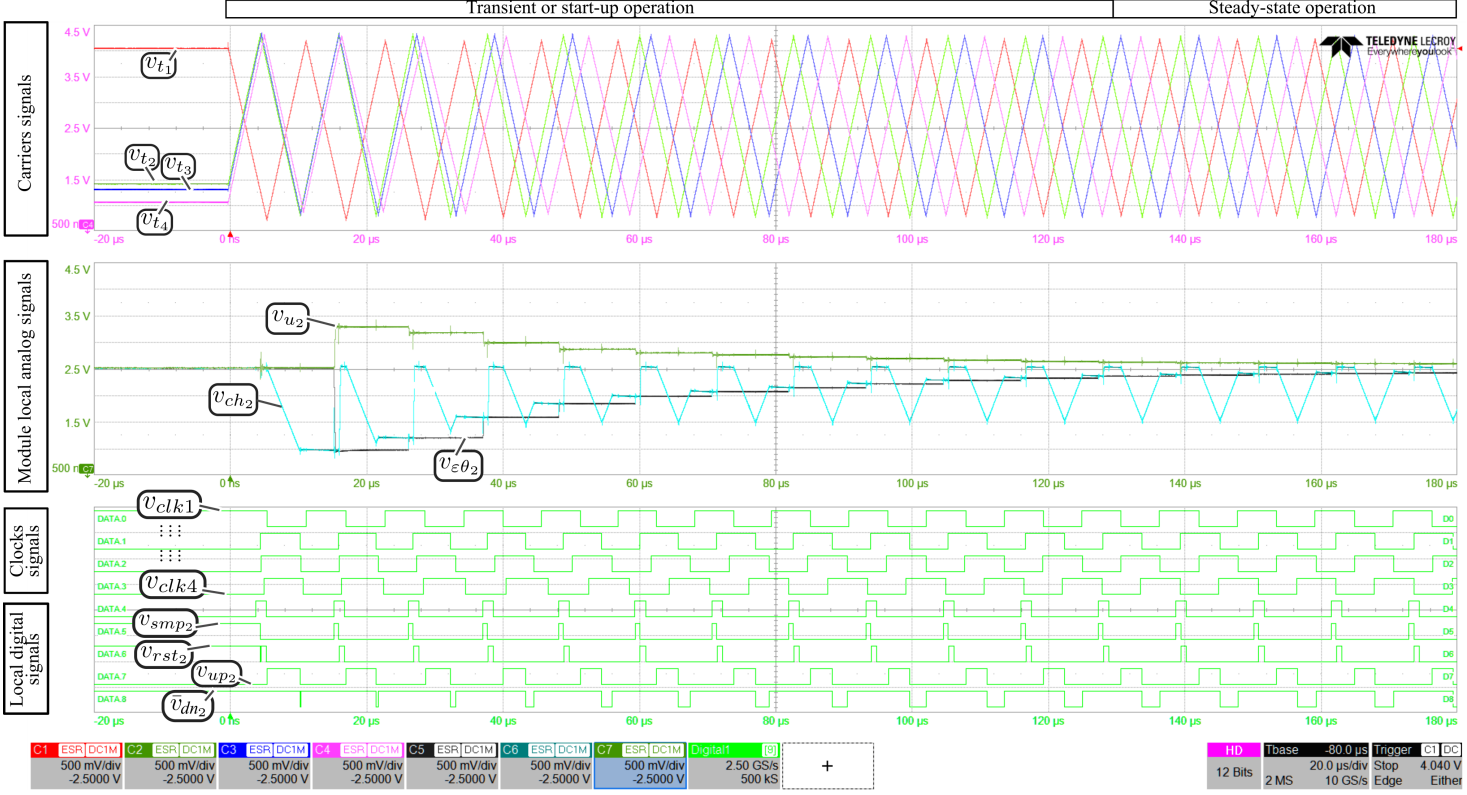 Transient or start-up operation Steady-state operation
Carriers signals
4.5 V
3.5 V
2.5 V
1.5 V
500 m C4
v_{t_1}
v_{t_2} v_{t_3}
v_{t_4}
TELEDYNE LECROY
Everywhereyoulook
-20 µs 0 ns 20 µs 40 µs 60 µs 80 µs 100 µs 120 µs 140 µs 160 µs 180 µs
Module local analog signals
4.5 V
3.5 V
2.5 V
1.5 V
500 m C7
v_{u_2}
v_{ch_2}
v_{εθ_2}
-20 µs 0 ns 20 µs 40 µs 60 µs 80 µs 100 µs 120 µs 140 µs 160 µs 180 µs
Clocks signals
Local digital signals
v_{clk1}
v_{clk4}
v_{smp_2}
v_{rst_2}
v_{up_2}
v̄_{dn_2}
DATA.0 D0
DATA.1 D1
DATA.2 D2
DATA.3 D3
DATA.4 D4
DATA.5 D5
DATA.6 D6
DATA.7 D7
DATA.8 D8
-20 µs 0 ns 20 µs 40 µs 60 µs 80 µs 100 µs 120 µs 140 µs 160 µs 180 µs
C1 ESR DC1M C2 ESR DC1M C3 ESR DC1M C4 ESR DC1M C5 ESR DC1M C6 ESR DC1M C7 ESR DC1M Digital1 [9] HD Tbase -80.0 µs Trigger C1 DC
500 mV/div 500 mV/div 500 mV/div 500 mV/div 500 mV/div 500 mV/div 500 mV/div 2.50 GS/s + 12 Bits 20.0 µs/div Stop 4.040 V
-2.5000 V -2.5000 V -2.5000 V -2.5000 V -2.5000 V -2.5000 V -2.5000 V 500 kS 2 MS 10 GS/s Edge Either